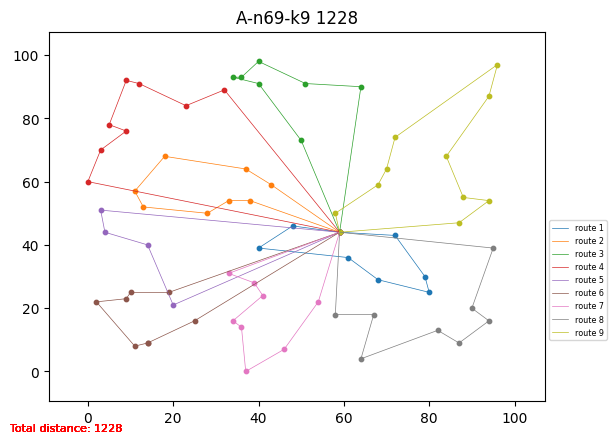 A-n69-k9 1228
100
80
60
40
20
0
0 20 40 60 80 100
route 1
route 2
route 3
route 4
route 5
route 6
route 7
route 8
route 9
Total distance: 1228